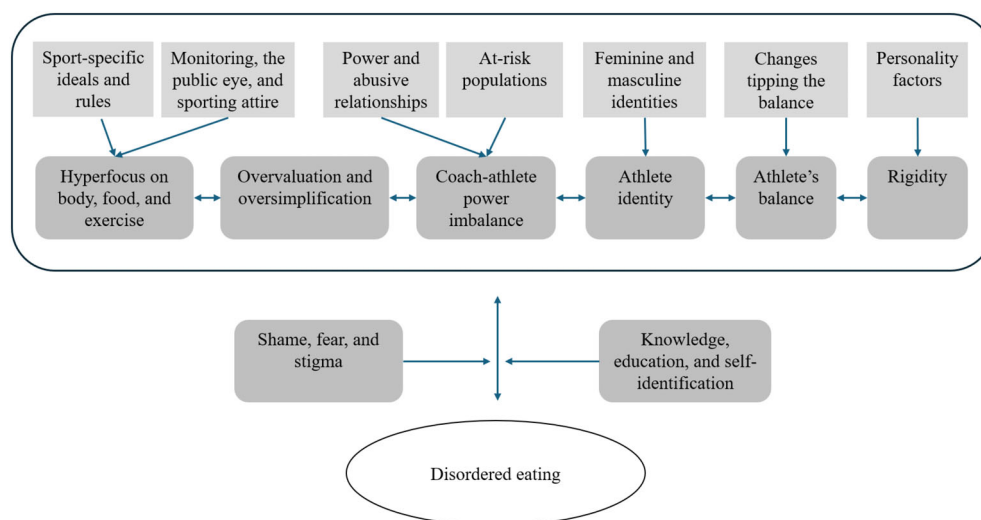 Sport-specific
ideals and
rules
Monitoring, the
public eye, and
sporting attire
Power and
abusive
relationships
At-risk
populations
Feminine and
masculine
identities
Changes
tipping the
balance
Personality
factors
Hyperfocus on
body, food, and
exercise
Overvaluation and
oversimplification
Coach-athlete
power
imbalance
Athlete
identity
Athlete’s
balance
Rigidity
Shame, fear, and
stigma
Knowledge,
education, and self-
identification
Disordered eating